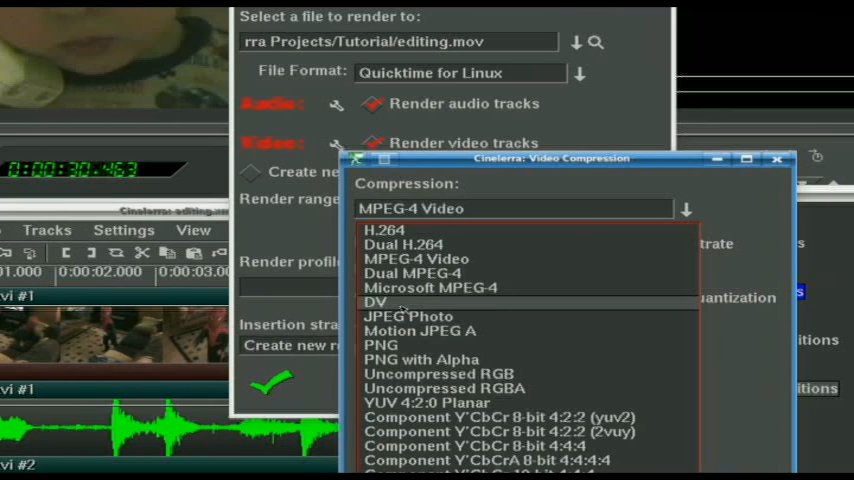 Select a file to render to:
rra Projects/Tutorial/editing.mov
File Format: Quicktime for Linux
Audio: Render audio tracks
Video: Render video tracks
0:00:30.463
Create ne
Cinelerra: Video Compression
Compression:
Render range
MPEG-4 Video
Cinelerra: editing.xm
Tracks Settings View
H.264
Dual H.264
trate
MPEG-4 Video
Render profile
Dual MPEG-4
01.000 0:00:02.000 0:00:03.
Microsoft MPEG-4
vi #1
DV
uantization
JPEG Photo
Insertion stra
Motion JPEG A
itions
Create new r
PNG
PNG with Alpha
Uncompressed RGB
vi #1
Uncompressed RGBA
itions
YUV 4:2:0 Planar
Component Y'CbCr 8-bit 4:2:2 (yuv2)
Component Y'CbCr 8-bit 4:2:2 (2vuy)
Component Y'CbCr 8-bit 4:4:4
Component Y'CbCrA 8-bit 4:4:4:4
vi #2